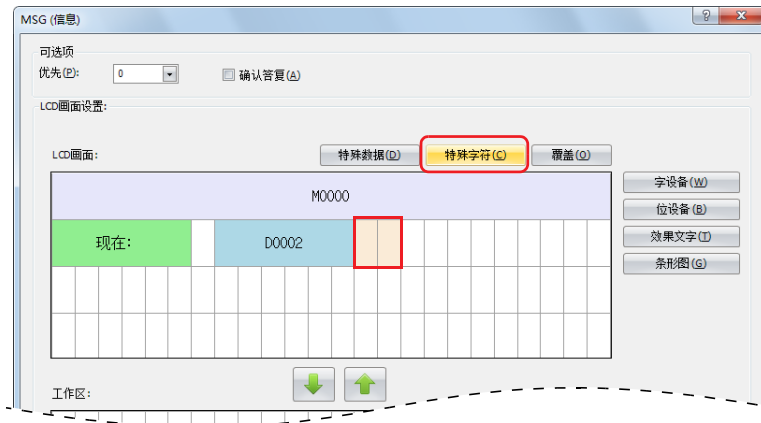 MSG (信息)
可选项
优先(P): 0 确认答复(A)
LCD画面设置:
LCD画面: 特殊数据(D) 特殊字符(C) 覆盖(O)
M0000 字设备(W)
位设备(B)
现在: D0002 效果文字(T)
条形图(G)
工作区: